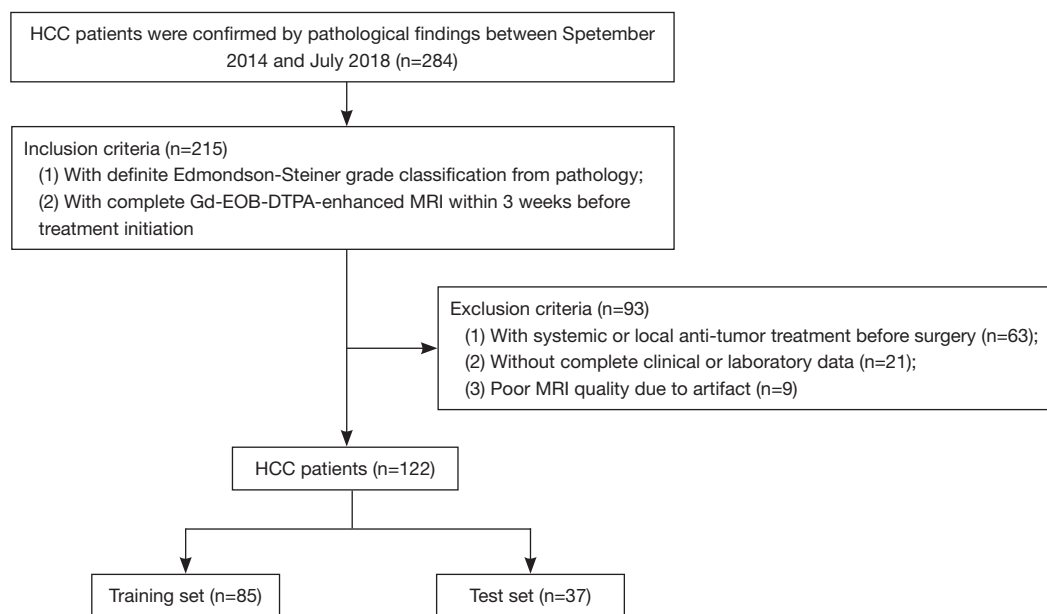 HCC patients were confirmed by pathological findings between Spetember
2014 and July 2018 (n=284)
Inclusion criteria (n=215)
(1) With definite Edmondson-Steiner grade classification from pathology;
(2) With complete Gd-EOB-DTPA-enhanced MRI within 3 weeks before
treatment initiation
Exclusion criteria (n=93)
(1) With systemic or local anti-tumor treatment before surgery (n=63);
(2) Without complete clinical or laboratory data (n=21);
(3) Poor MRI quality due to artifact (n=9)
HCC patients (n=122)
Training set (n=85)
Test set (n=37)